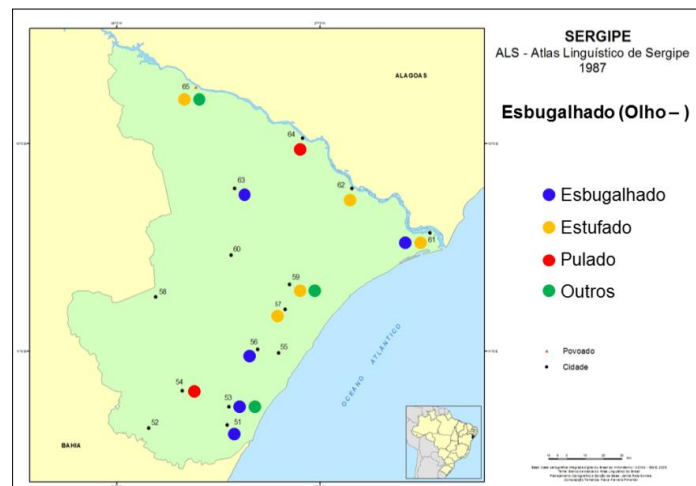 SERGIPE
ALS - Atlas Linguístico de Sergipe
1987
Esbugalhado (Olho – )
Esbugalhado
Estufado
Pulado
Outros
Povoado
Cidade
ALAGOAS
BAHIA
OCEANO ATLÂNTICO
65
64
63
62
61
60
59
58
57
56
55
54
53
52
51